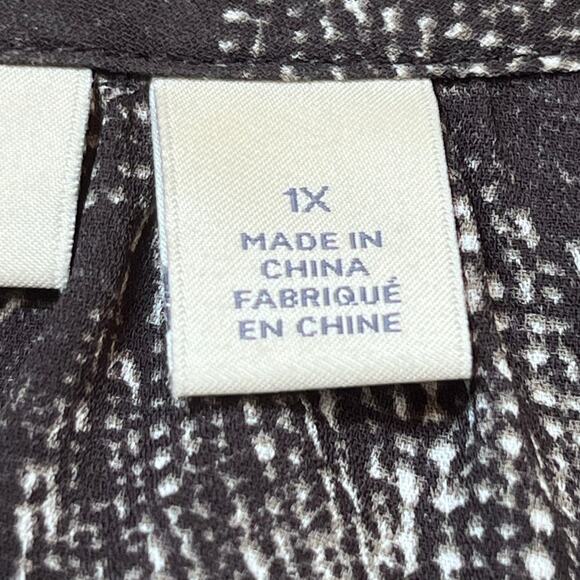 1X
MADE IN
CHINA
FABRIQUÉ
EN CHINE